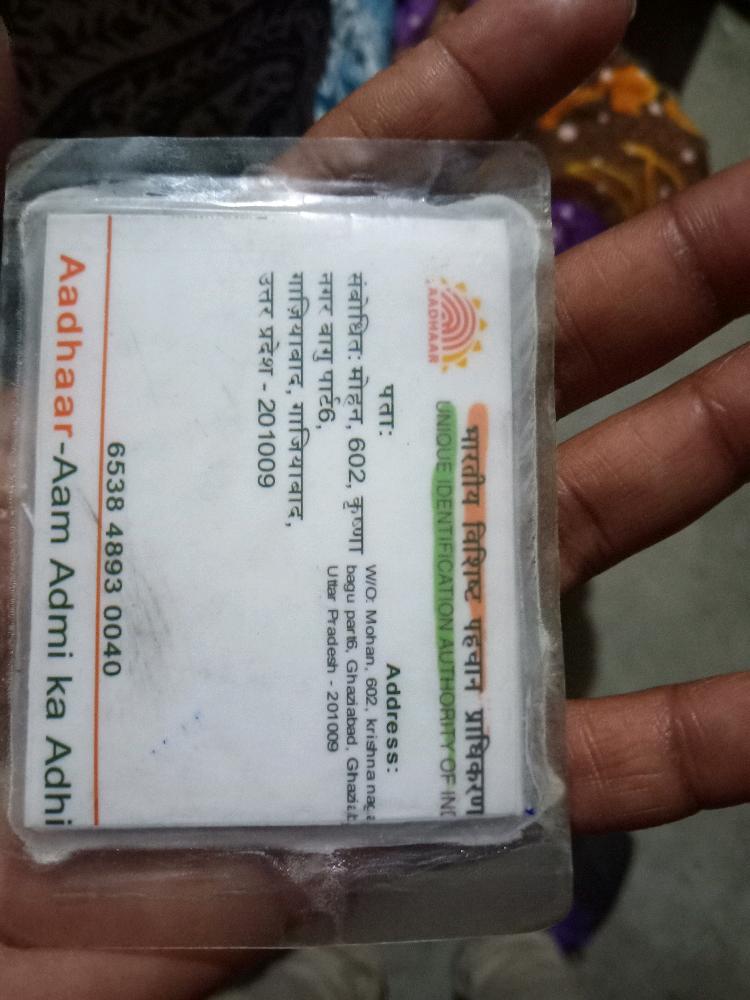 भारतीय विशिष्ट पहचान प्राधिकरण
UNIQUE IDENTIFICATION AUTHORITY OF
AADHAAR
पता:
संबोधित: मोहन, 602, कृष्णा
नगर बागु पार्ट6,
गाजियाबाद, गाजियाबाद,
उत्तर प्रदेश - 201009
Address:
W/O: Mohan, 602, krishna
bagu part6, Ghaziabad,
Uttar Pradesh - 201009
6538 4893 0040
Aadhaar-Aam Admi ka